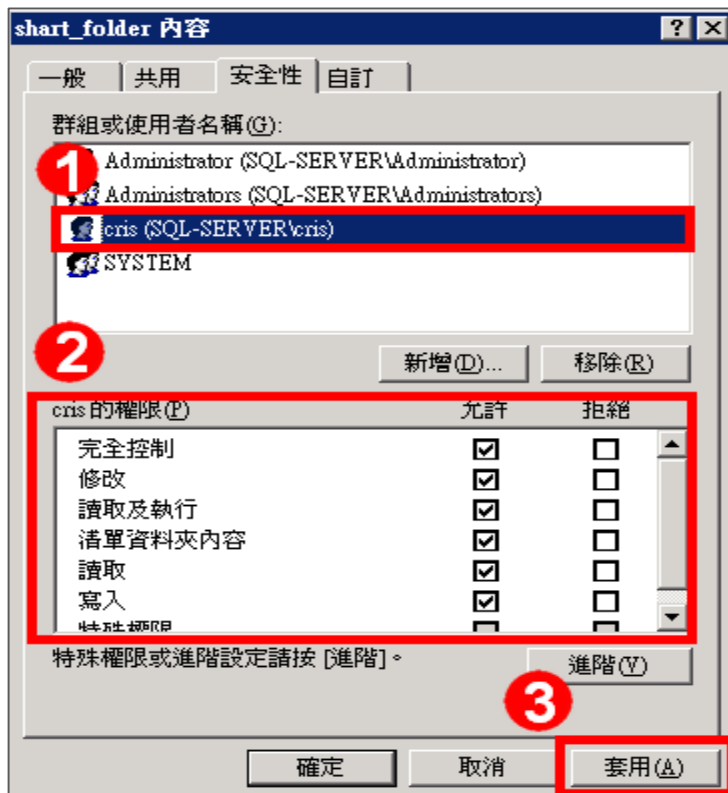 shart_folder 內容
一般 共用 安全性 自訂
群組或使用者名稱(G):
1
Administrator (SQL-SERVER\Administrator)
Administrators (SQL-SERVER\Administrators)
cris (SQL-SERVER\cris)
SYSTEM
2
新增(D)... 移除(R)
cris 的權限(P) 允許 拒絕
完全控制
修改
讀取及執行
清單資料夾內容
讀取
寫入
特殊權限
特殊權限或進階設定請按 [進階]。
進階(V)
3
確定 取消 套用(A)